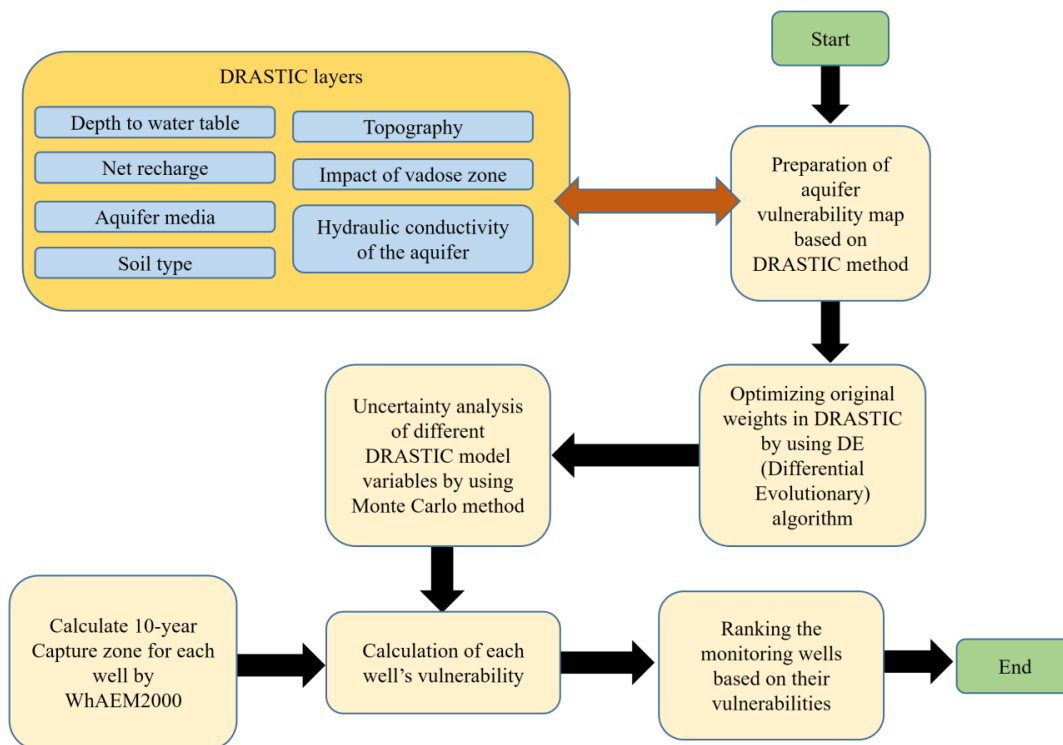 Start
DRASTIC layers
Depth to water table
Net recharge
Aquifer media
Soil type
Topography
Impact of vadose zone
Hydraulic conductivity
of the aquifer
Preparation of
aquifer
vulnerability map
based on
DRASTIC method
Optimizing original
weights in DRASTIC
by using DE
(Differential
Evolutionary)
algorithm
Uncertainty analysis
of different
DRASTIC model
variables by using
Monte Carlo method
Calculate 10-year
Capture zone for each
well by
WhAEM2000
Calculation of each
well’s vulnerability
Ranking the
monitoring wells
based on their
vulnerabilities
End